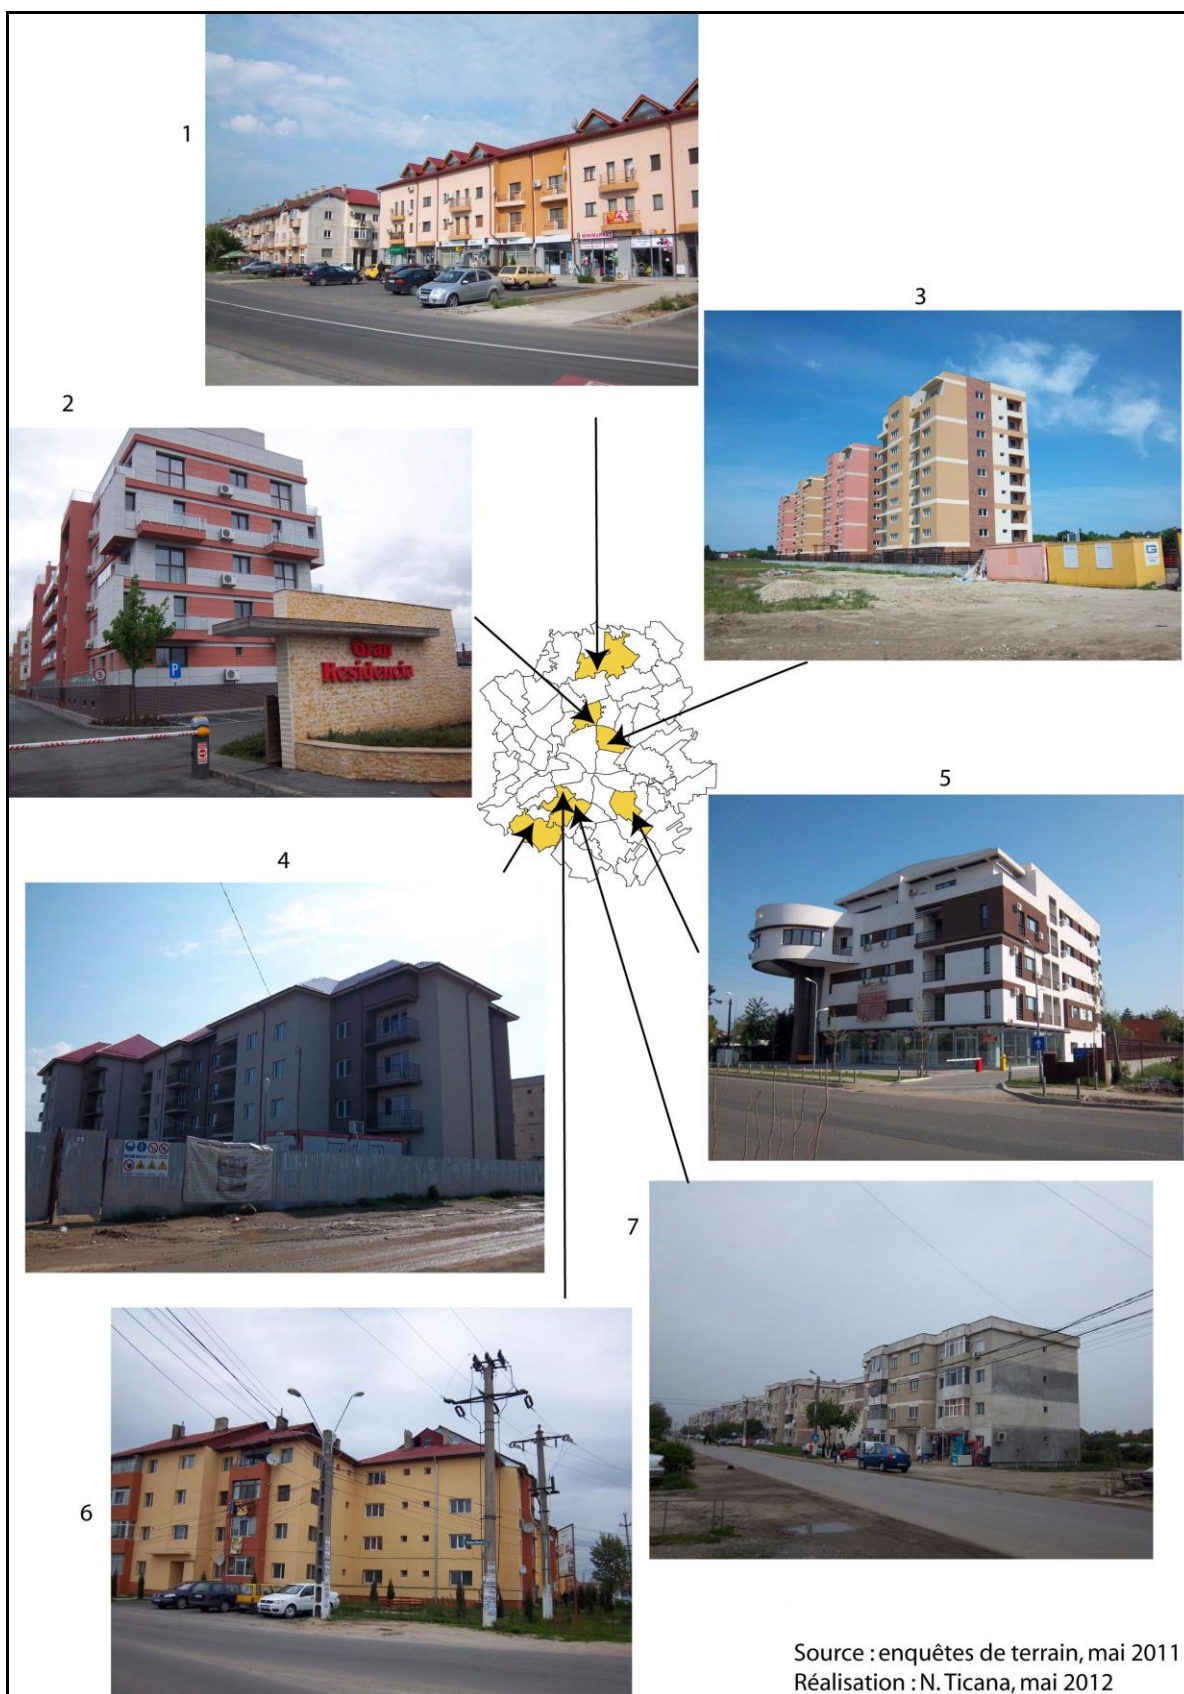 1
3
2
Gran
Residencia
P
5
G
5
4
7
6
Source : enquêtes de terrain, mai 2011
Réalisation : N. Ticana, mai 2012